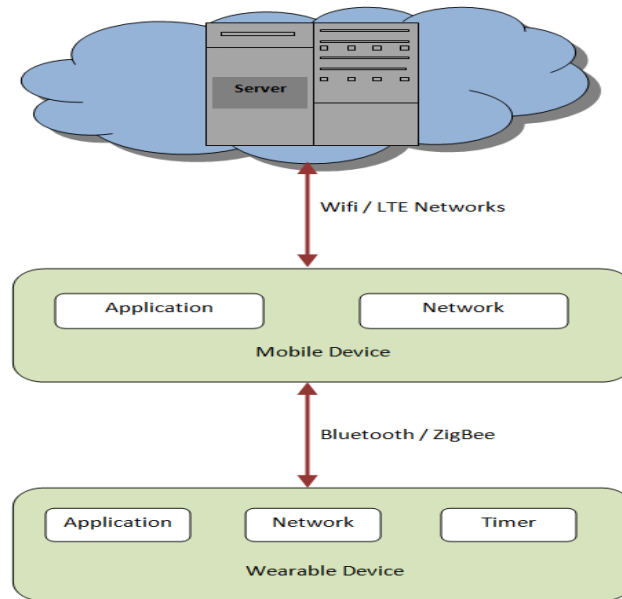 Server
Wifi / LTE Networks
Application
Network
Mobile Device
Bluetooth / ZigBee
Application
Network
Timer
Wearable Device